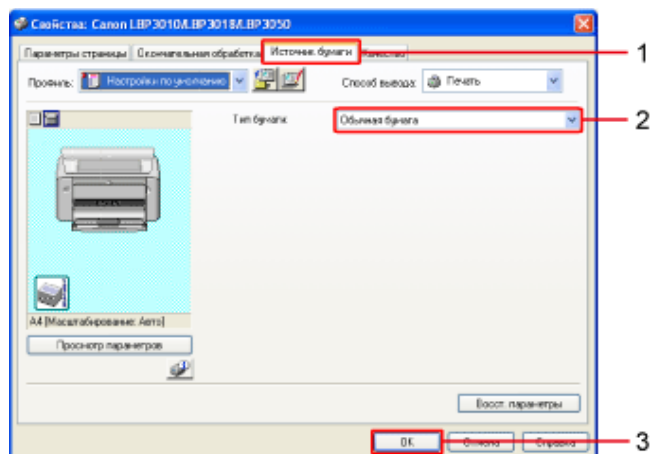 Свойства: Canon LBP3010/LBP3018/LBP3050
Параметры страницы Окончательная обработка Источник бумаги Качество
1
Профиль: Настройки по умолчанию Способ вывода: Печать
Тип бумаги: Обычная бумага
2
A4 [Масштабирование: Авто]
Просмотр параметров
Восст. параметры
OK Отмена Справка
3